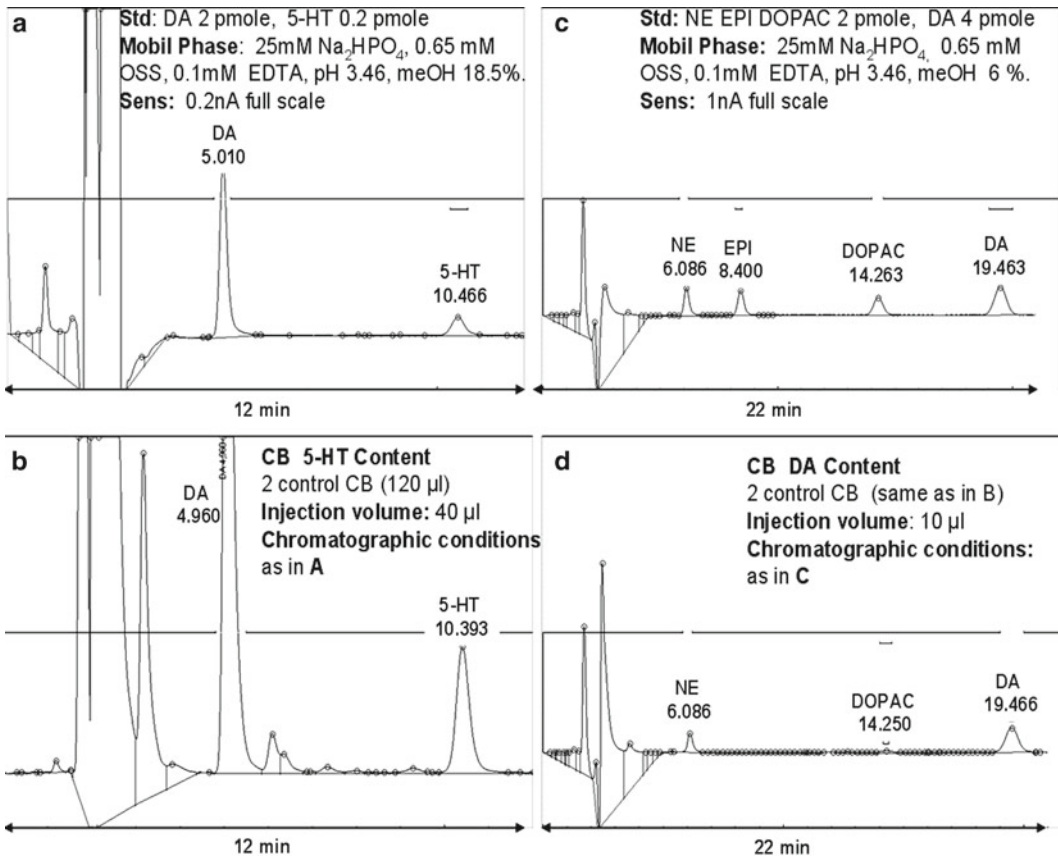 a
Std: DA 2 pmole, 5-HT 0.2 pmole
Mobil Phase: 25mM Na₂HPO₄, 0.65 mM
OSS, 0.1mM EDTA, pH 3.46, meOH 18.5%.
Sens: 0.2nA full scale
DA
5.010
5-HT
10.466
12 min
c
Std: NE EPI DOPAC 2 pmole, DA 4 pmole
Mobil Phase: 25mM Na₂HPO₄, 0.65 mM
OSS, 0.1mM EDTA, pH 3.46, meOH 6 %.
Sens: 1nA full scale
NE
6.086
EPI
8.400
DOPAC
14.263
DA
19.463
22 min
b
CB 5-HT Content
2 control CB (120 µl)
Injection volume: 40 µl
Chromatographic conditions
as in A
DA
4.960
DA 4.960
5-HT
10.393
12 min
d
CB DA Content
2 control CB (same as in B)
Injection volume: 10 µl
Chromatographic conditions:
as in C
NE
6.086
DOPAC
14.250
DA
19.466
22 min